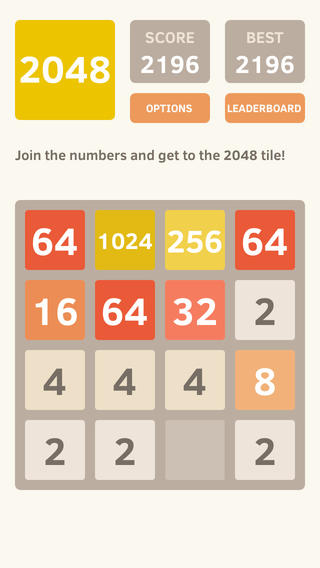 2048
SCORE
2196
BEST
2196
OPTIONS
LEADERBOARD
Join the numbers and get to the 2048 tile!
64 1024 256 64
16 64 32 2
4 4 4 8
2 2 2